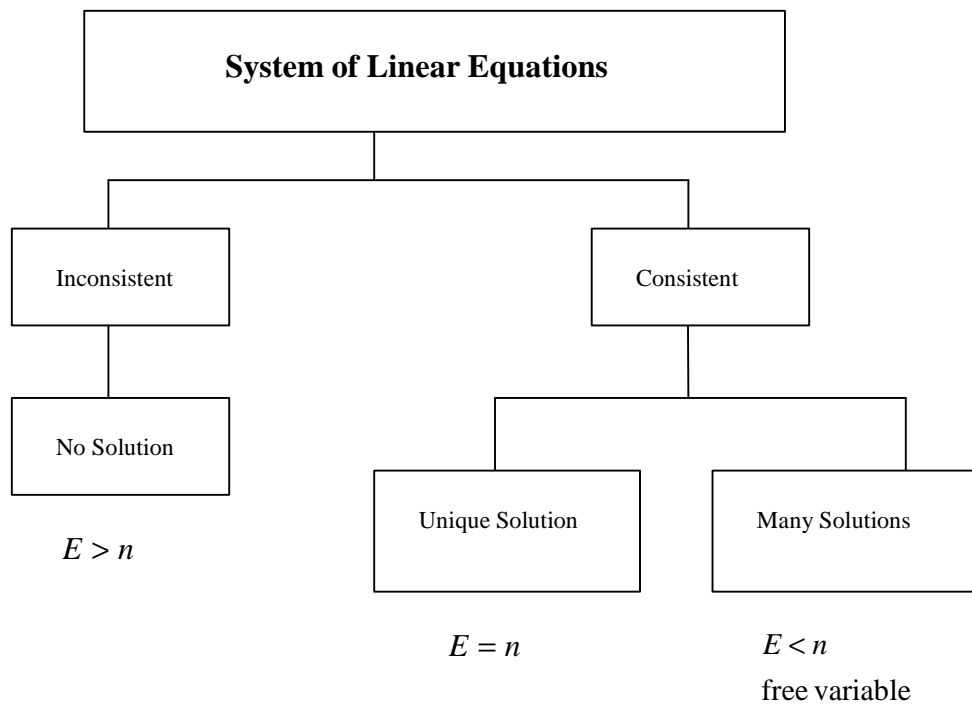 System of Linear Equations
Inconsistent
Consistent
No Solution
E > n
Unique Solution
E = n
Many Solutions
E < n
free variable